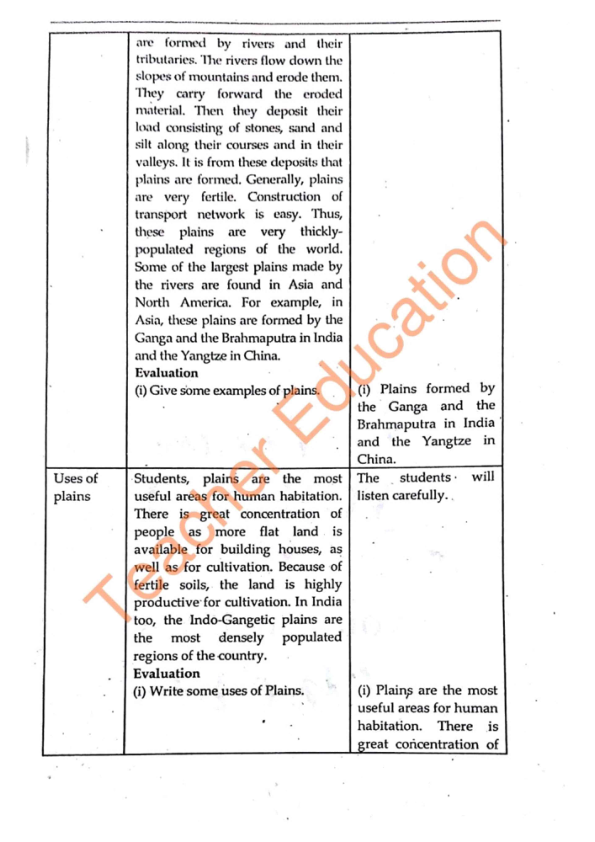 are formed by rivers and their
tributaries. The rivers flow down the
slopes of mountains and erode them.
They carry forward the eroded
material. Then they deposit their
load consisting of stones, sand and
silt along their courses and in their
valleys. It is from these deposits that
plains are formed. Generally, plains
are very fertile. Construction of
transport network is easy. Thus,
these plains are very thickly-
populated regions of the world.
Some of the largest plains made by
the rivers are found in Asia and
North America. For example, in
Asia, these plains are formed by the
Ganga and the Brahmaputra in India
and the Yangtze in China.
Evaluation
(i) Give some examples of plains.
(i) Plains formed by
the Ganga and the
Brahmaputra in India
and the Yangtze in
China.
Uses of
plains
Students, plains are the most
useful areas for human habitation.
There is great concentration of
people as more flat land is
available for building houses, as
well as for cultivation. Because of
fertile soils, the land is highly
productive for cultivation. In India
too, the Indo-Gangetic plains are
the most densely populated
regions of the country.
Evaluation
(i) Write some uses of Plains.
The students will
listen carefully.
(i) Plains are the most
useful areas for human
habitation. There is
great concentration of
Teacher Education